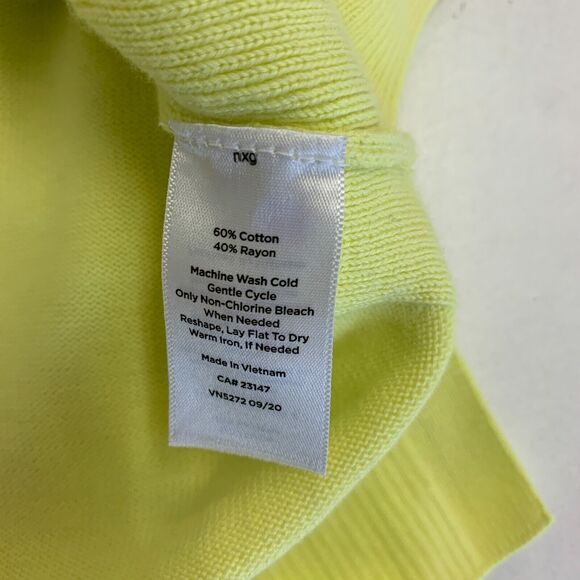 nxg
60% Cotton
40% Rayon
Machine Wash Cold
Gentle Cycle
Only Non-Chlorine Bleach
When Needed
Reshape, Lay Flat To Dry
Warm Iron, If Needed
Made in Vietnam
CA# 23147
VN5272 09/20